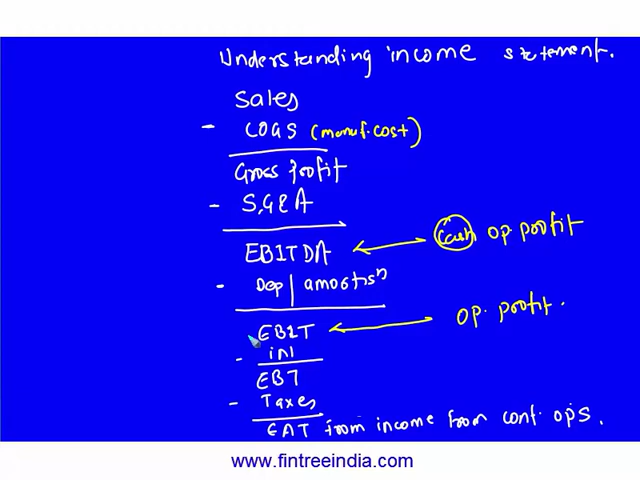 Understanding income statement.
Sales
- COGS (manuf. cost)
Gross profit
- S,G&A
EBITDA ↔ (cash) op. profit
- Dep | amortisⁿ
EBIT ↔ op. profit.
- int
EBT
- Taxes
EAT from income from cont. ops.
www.fintreeindia.com